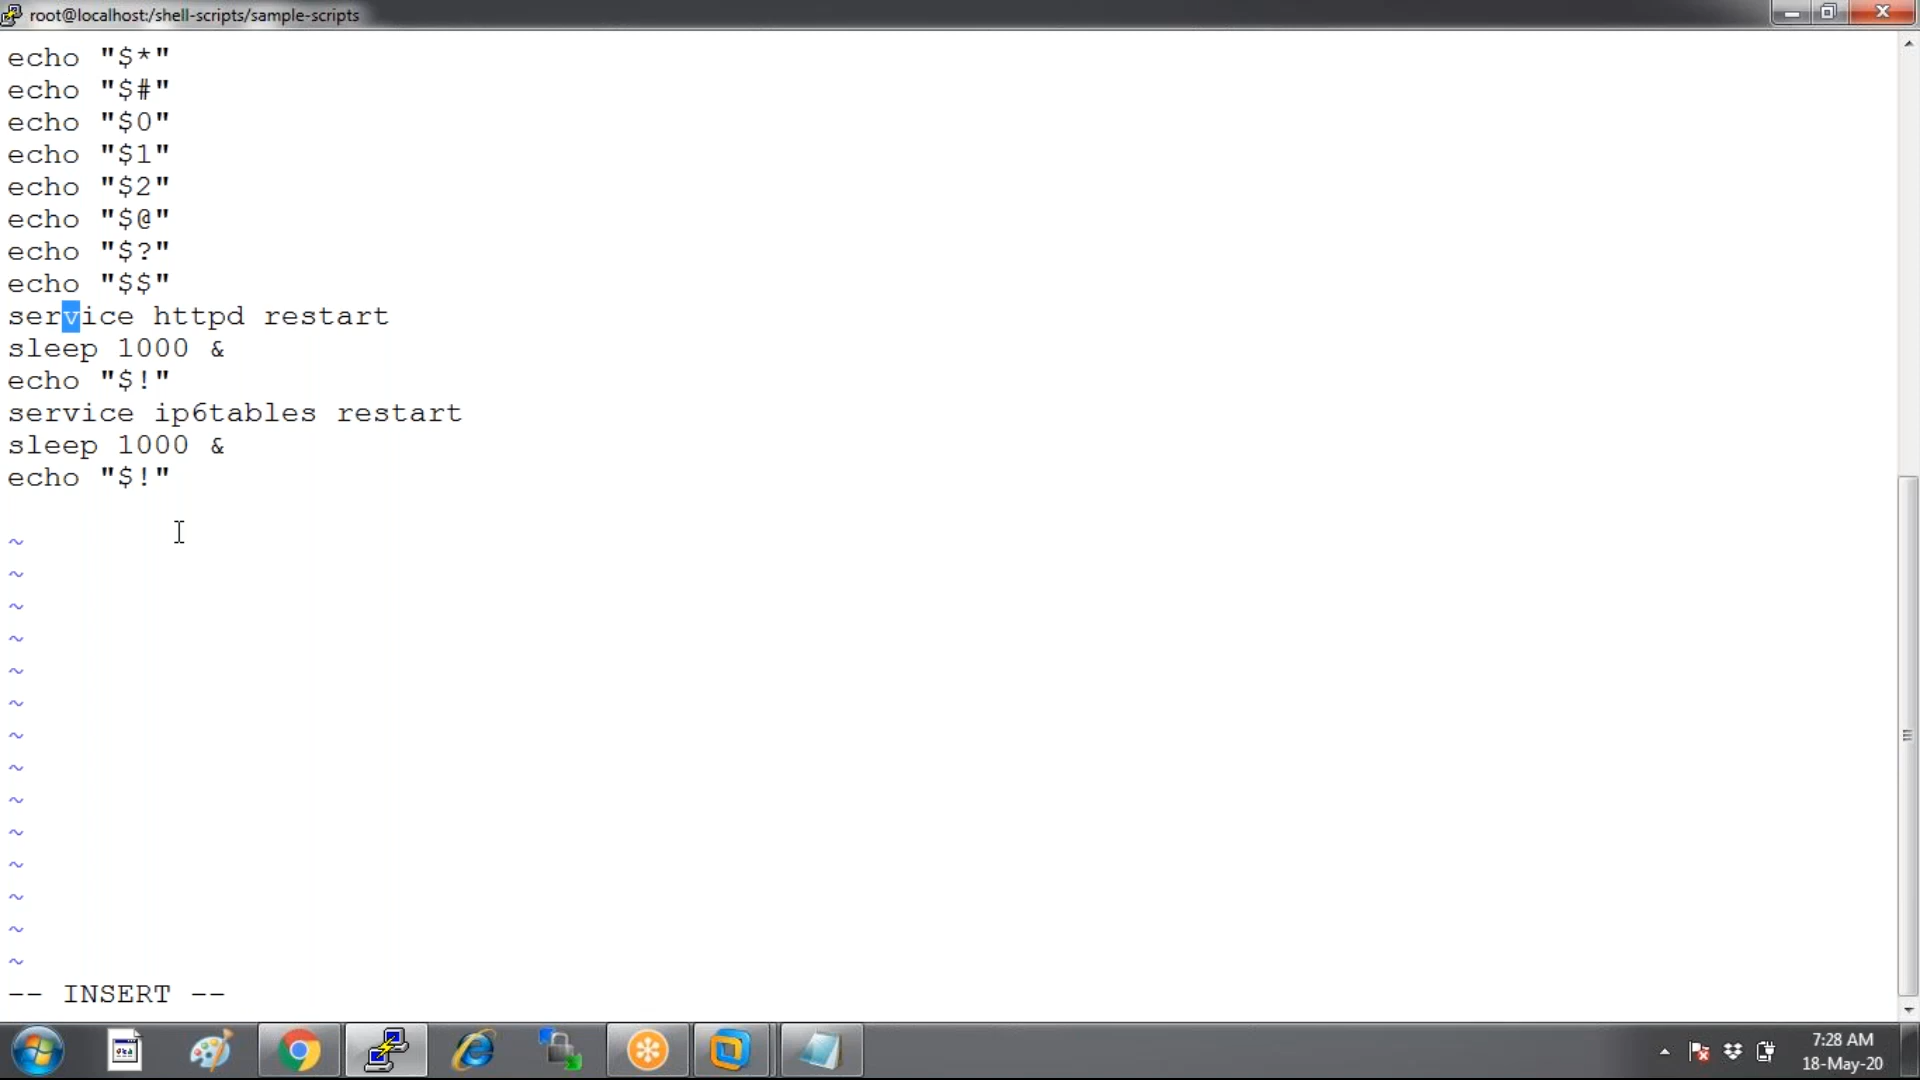 root@localhost:/shell-scripts/sample-scripts
echo "$*"
echo "$#"
echo "$0"
echo "$1"
echo "$2"
echo "$@"
echo "$?"
echo "$$"
service httpd restart
sleep 1000 &
echo "$!"
service ip6tables restart
sleep 1000 &
echo "$!"
~
~
~
~
~
~
~
~
~
~
~
~
~
~
-- INSERT --
7:28 AM
18-May-20